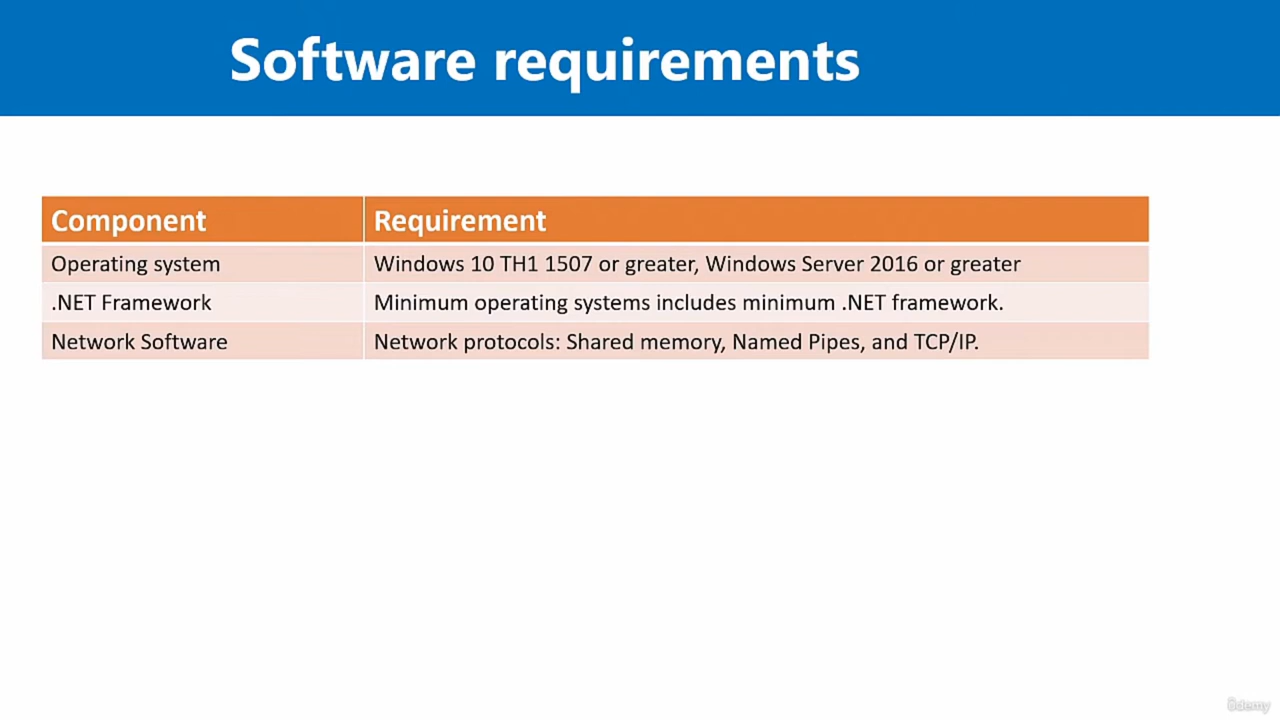 Software requirements
Component Requirement
Operating system Windows 10 TH1 1507 or greater, Windows Server 2016 or greater
.NET Framework Minimum operating systems includes minimum .NET framework.
Network Software Network protocols: Shared memory, Named Pipes, and TCP/IP.
ûdemy